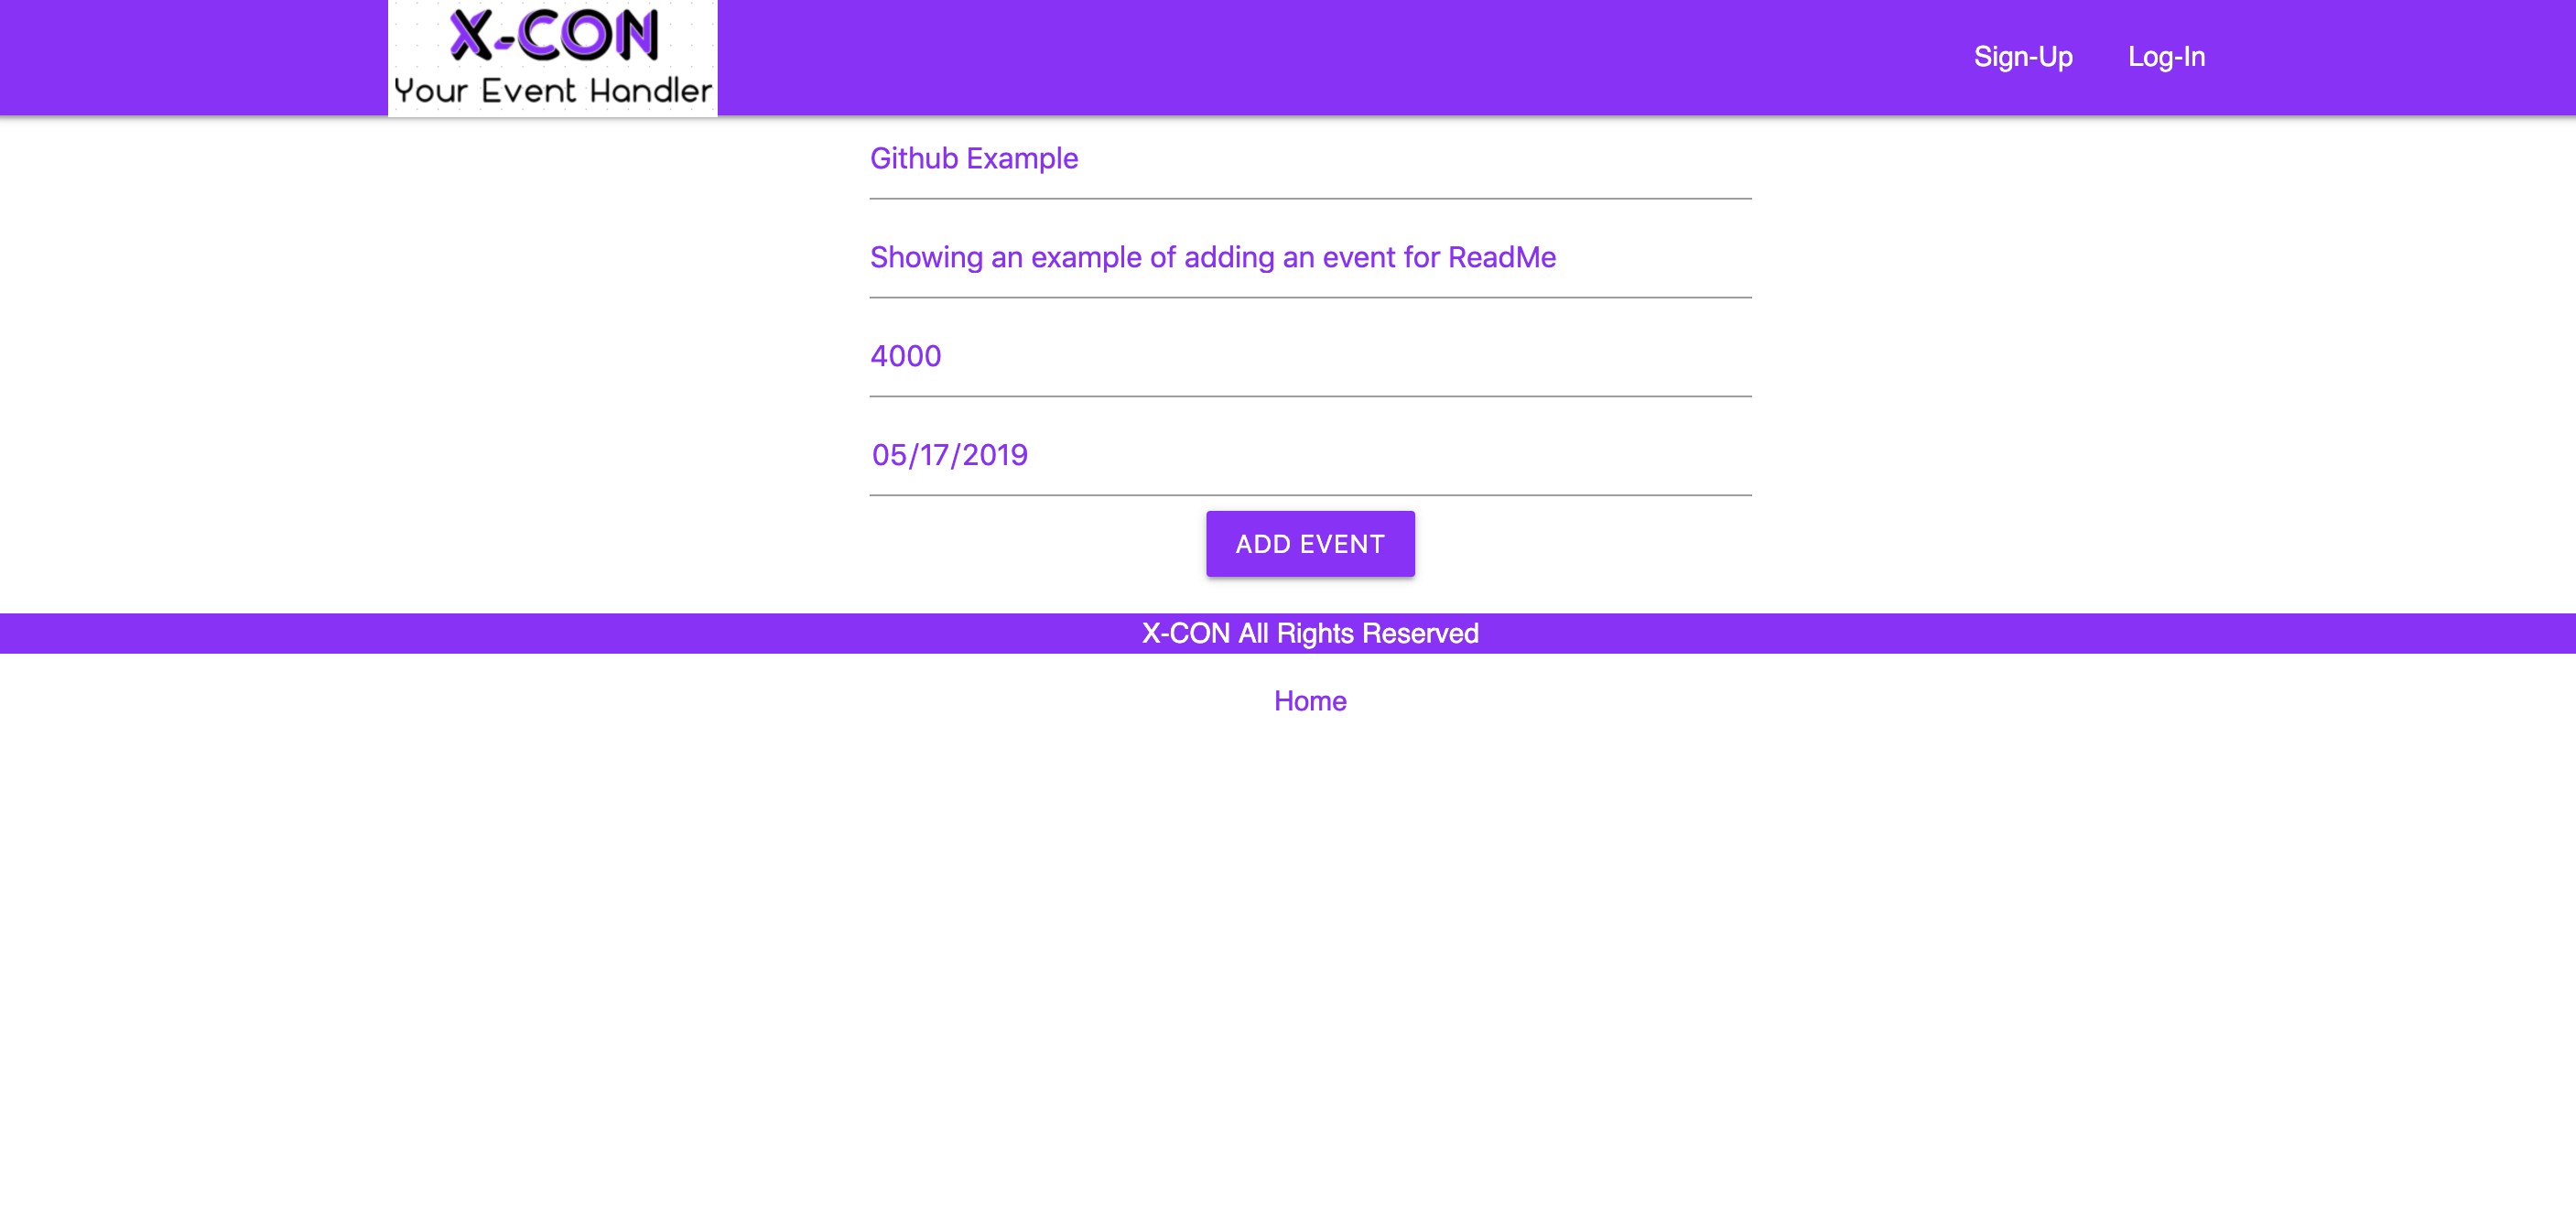 X-CON
Your Event Handler
Sign-Up Log-In
Github Example
Showing an example of adding an event for ReadMe
4000
05/17/2019
ADD EVENT
X-CON All Rights Reserved
Home